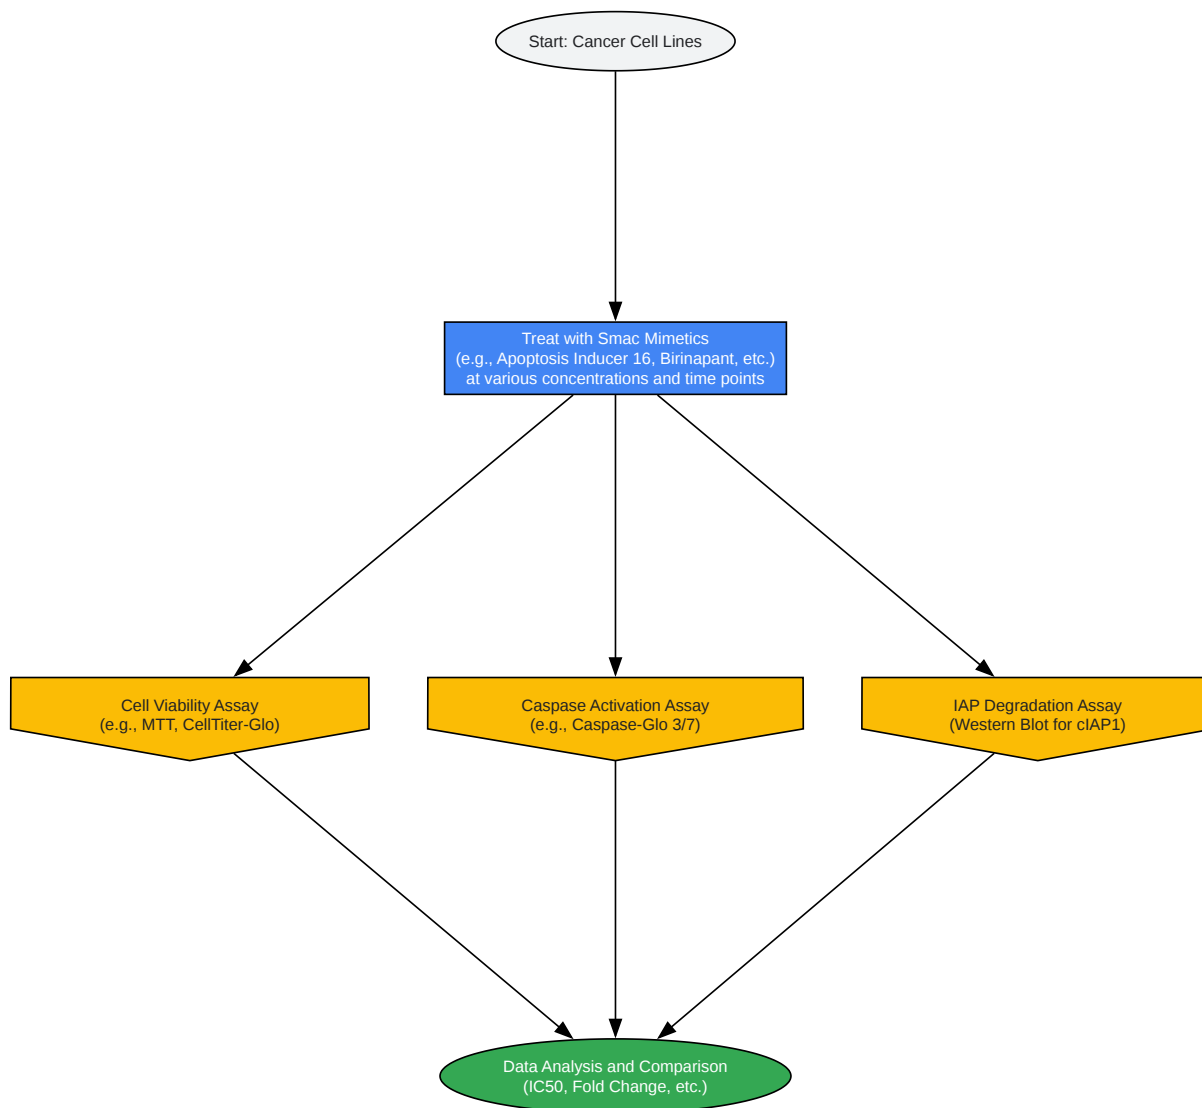 Start: Cancer Cell Lines
Treat with Smac Mimetics
(e.g., Apoptosis Inducer 16, Birinapant, etc.)
at various concentrations and time points
Cell Viability Assay
(e.g., MTT, CellTiter-Glo)
Caspase Activation Assay
(e.g., Caspase-Glo 3/7)
IAP Degradation Assay
(Western Blot for cIAP1)
Data Analysis and Comparison
(IC50, Fold Change, etc.)